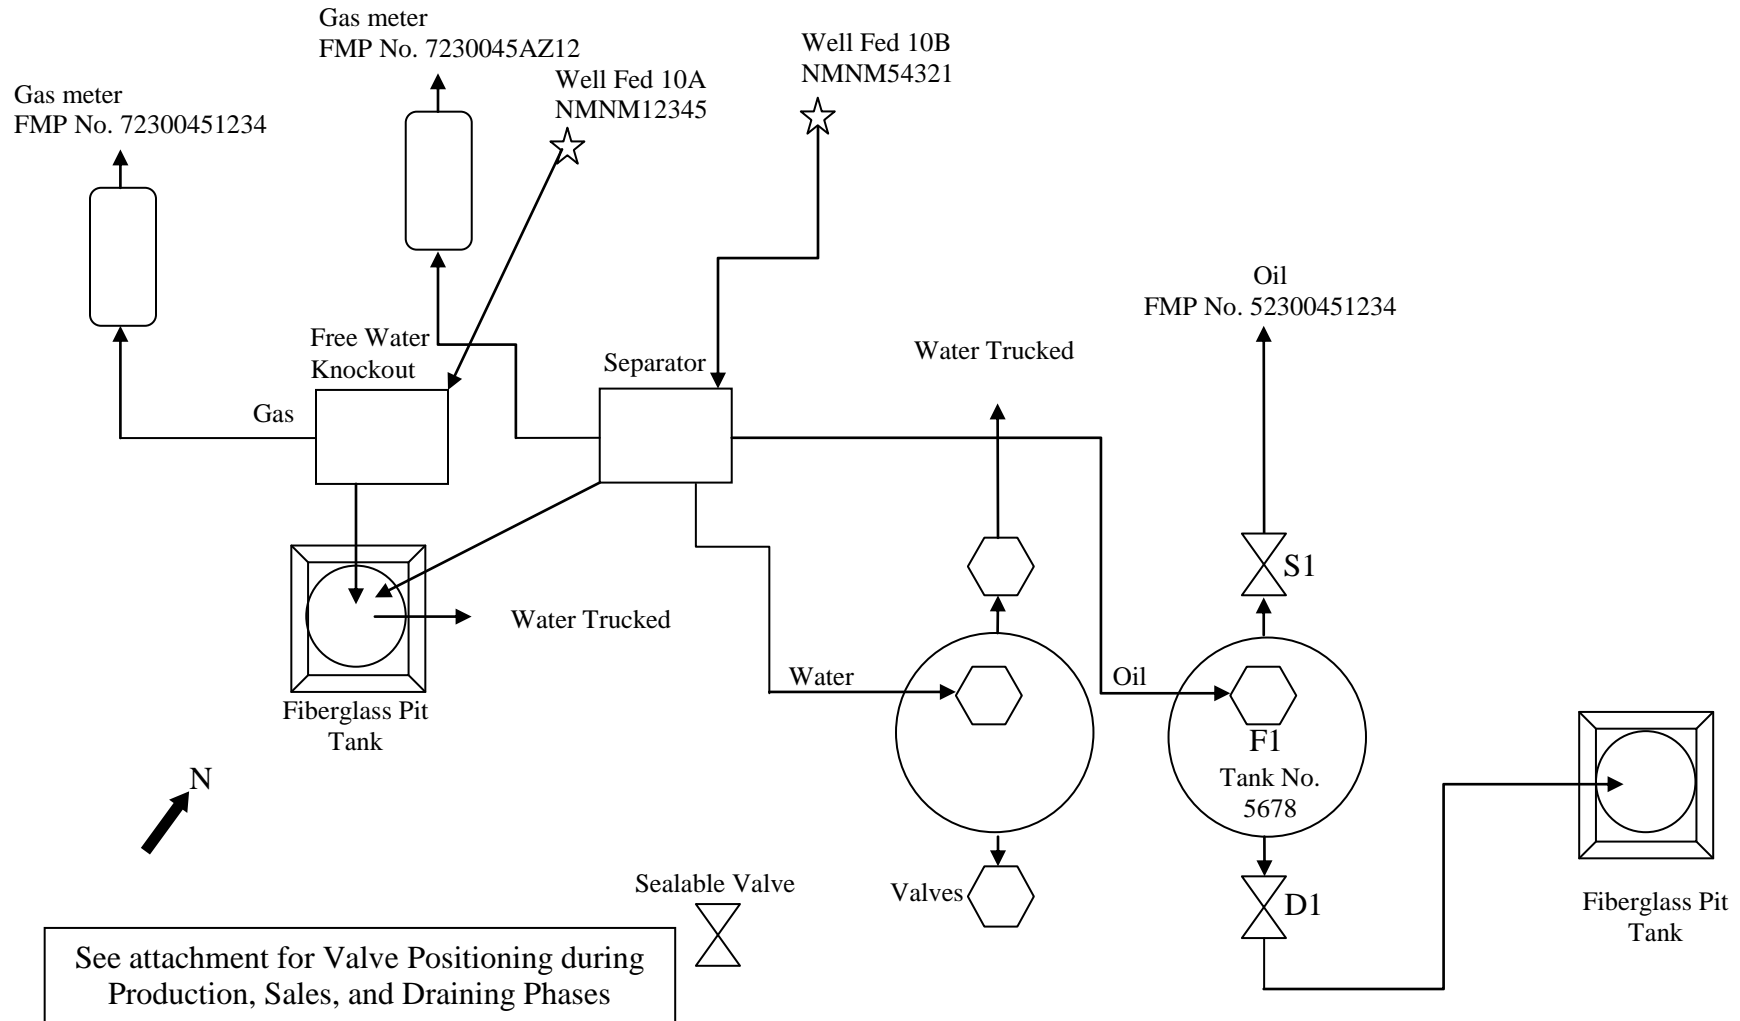 Gas meter
FMP No. 7230045AZ12
Well Fed 10B
NMNM54321
Well Fed 10A
NMNM12345
Gas meter
FMP No. 72300451234
Oil
FMP No. 52300451234
Free Water
Knockout
Separator
Water Trucked
Gas
S1
Water Trucked
Water
Oil
Fiberglass Pit
Tank
F1
Tank No.
5678
N
Sealable Valve
Valves
D1
Fiberglass Pit
Tank
See attachment for Valve Positioning during
Production, Sales, and Draining Phases